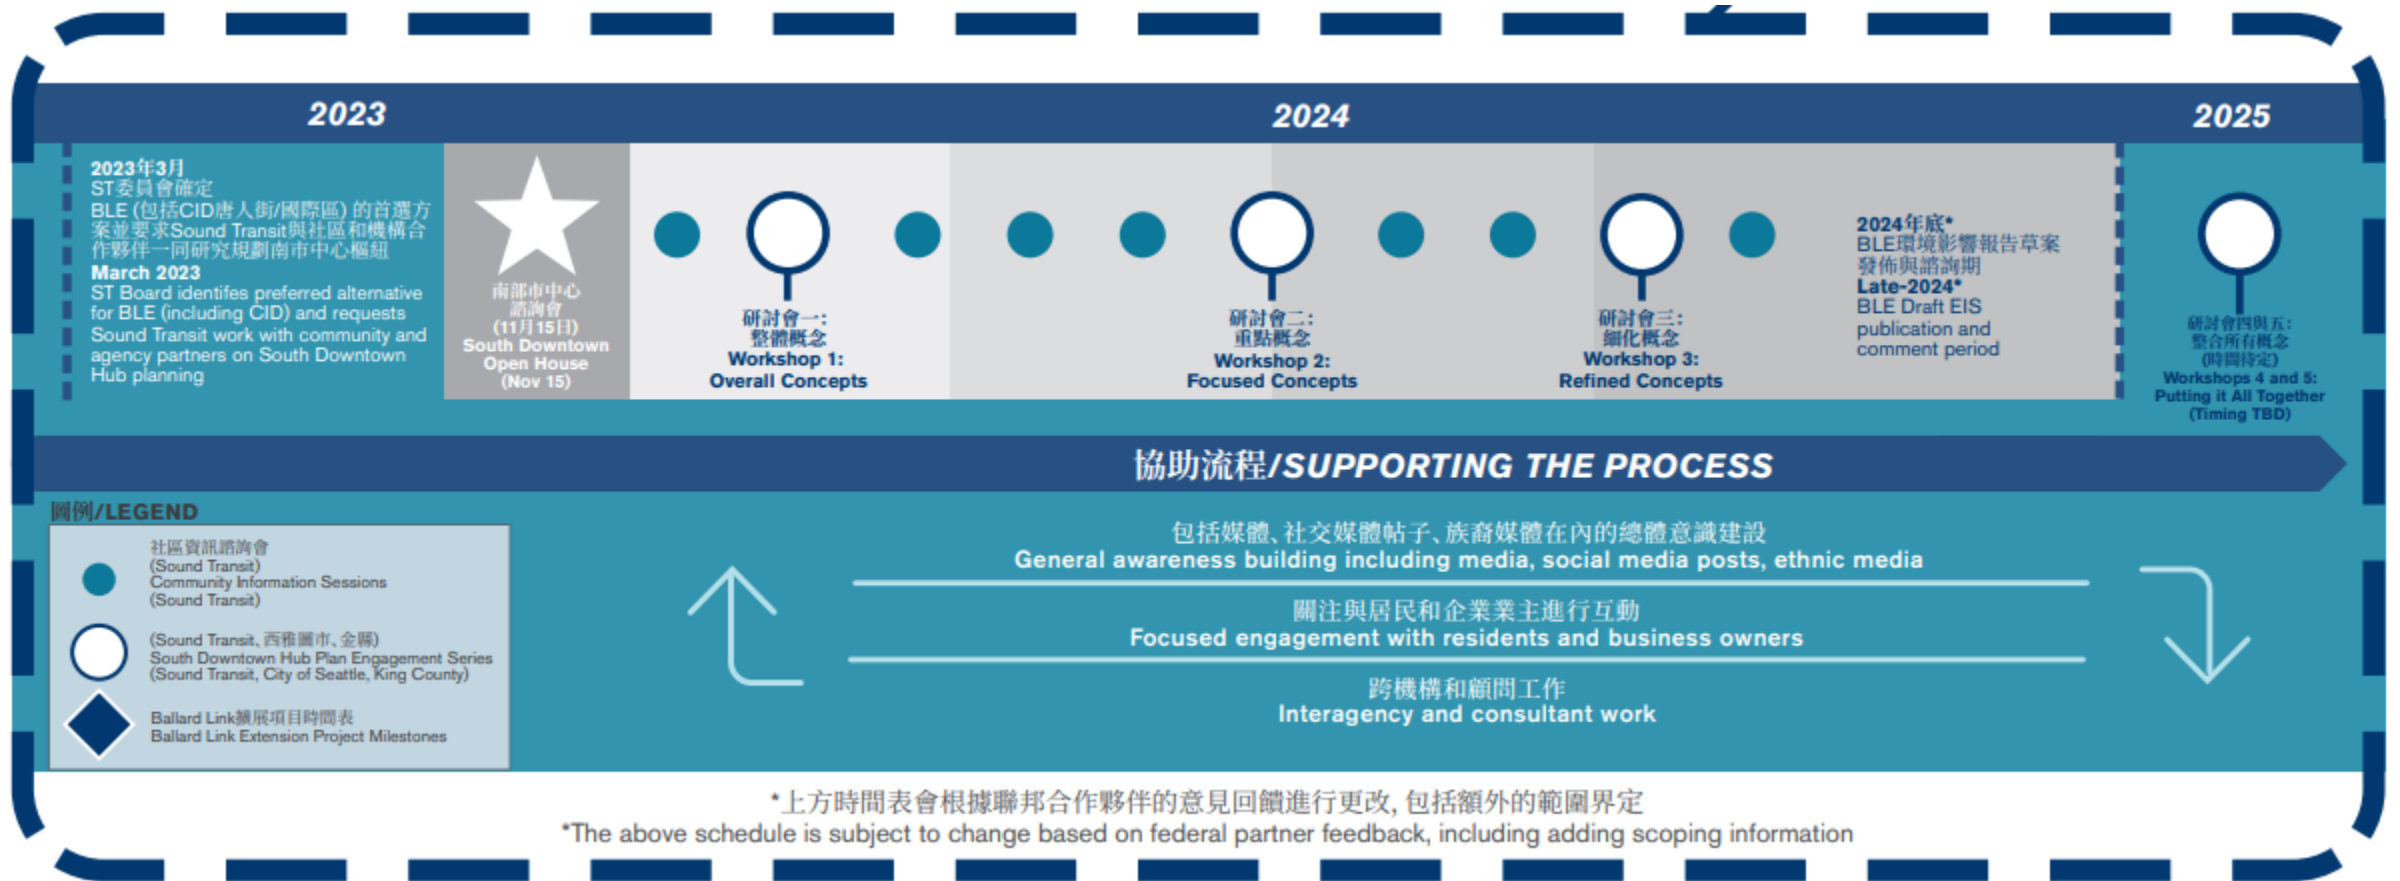 2023
2024
2025
2023年3月
ST委員會確定
BLE (包括CID唐人街/國際區) 的首選方
案並要求Sound Transit與社區和機構合
作夥伴一同研究規劃南市中心樞紐
March 2023
ST Board identifes preferred alternative
for BLE (including CID) and requests
Sound Transit work with community and
agency partners on South Downtown
Hub planning
南部市中心
諮詢會
(11月15日)
South Downtown
Open House
(Nov 15)
研討會一:
整體概念
Workshop 1:
Overall Concepts
研討會二:
重點概念
Workshop 2:
Focused Concepts
研討會三:
細化概念
Workshop 3:
Refined Concepts
2024年底*
BLE環境影響報告草案
發佈與諮詢期
Late-2024*
BLE Draft EIS
publication and
comment period
研討會四與五:
整合所有概念
(時間待定)
Workshops 4 and 5:
Putting it All Together
(Timing TBD)
協助流程/SUPPORTING THE PROCESS
圖例/LEGEND
社區資訊諮詢會
(Sound Transit)
Community Information Sessions
(Sound Transit)
(Sound Transit、西雅圖市、金縣)
South Downtown Hub Plan Engagement Series
(Sound Transit, City of Seattle, King County)
Ballard Link擴展項目時間表
Ballard Link Extension Project Milestones
包括媒體、社交媒體帖子、族裔媒體在內的總體意識建設
General awareness building including media, social media posts, ethnic media
關注與居民和企業業主進行互動
Focused engagement with residents and business owners
跨機構和顧問工作
Interagency and consultant work
*上方時間表會根據聯邦合作夥伴的意見回饋進行更改, 包括額外的範圍界定
*The above schedule is subject to change based on federal partner feedback, including adding scoping information